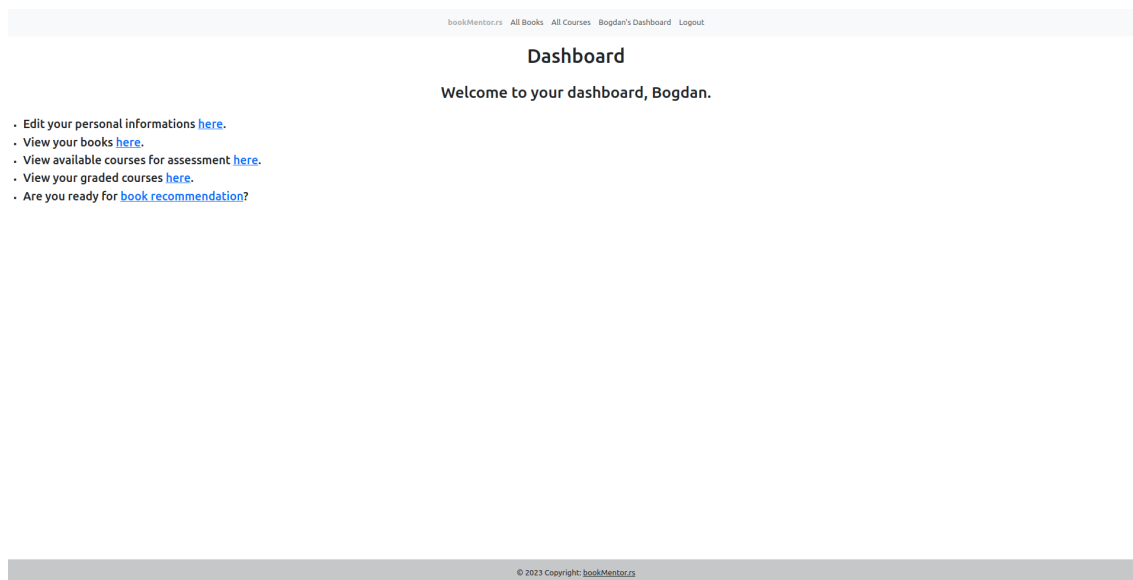 bookMentor.rs All Books All Courses Bogdan's Dashboard Logout
Dashboard
Welcome to your dashboard, Bogdan.
• Edit your personal informations here.
• View your books here.
• View available courses for assessment here.
• View your graded courses here.
• Are you ready for book recommendation?
© 2023 Copyright: bookMentor.rs